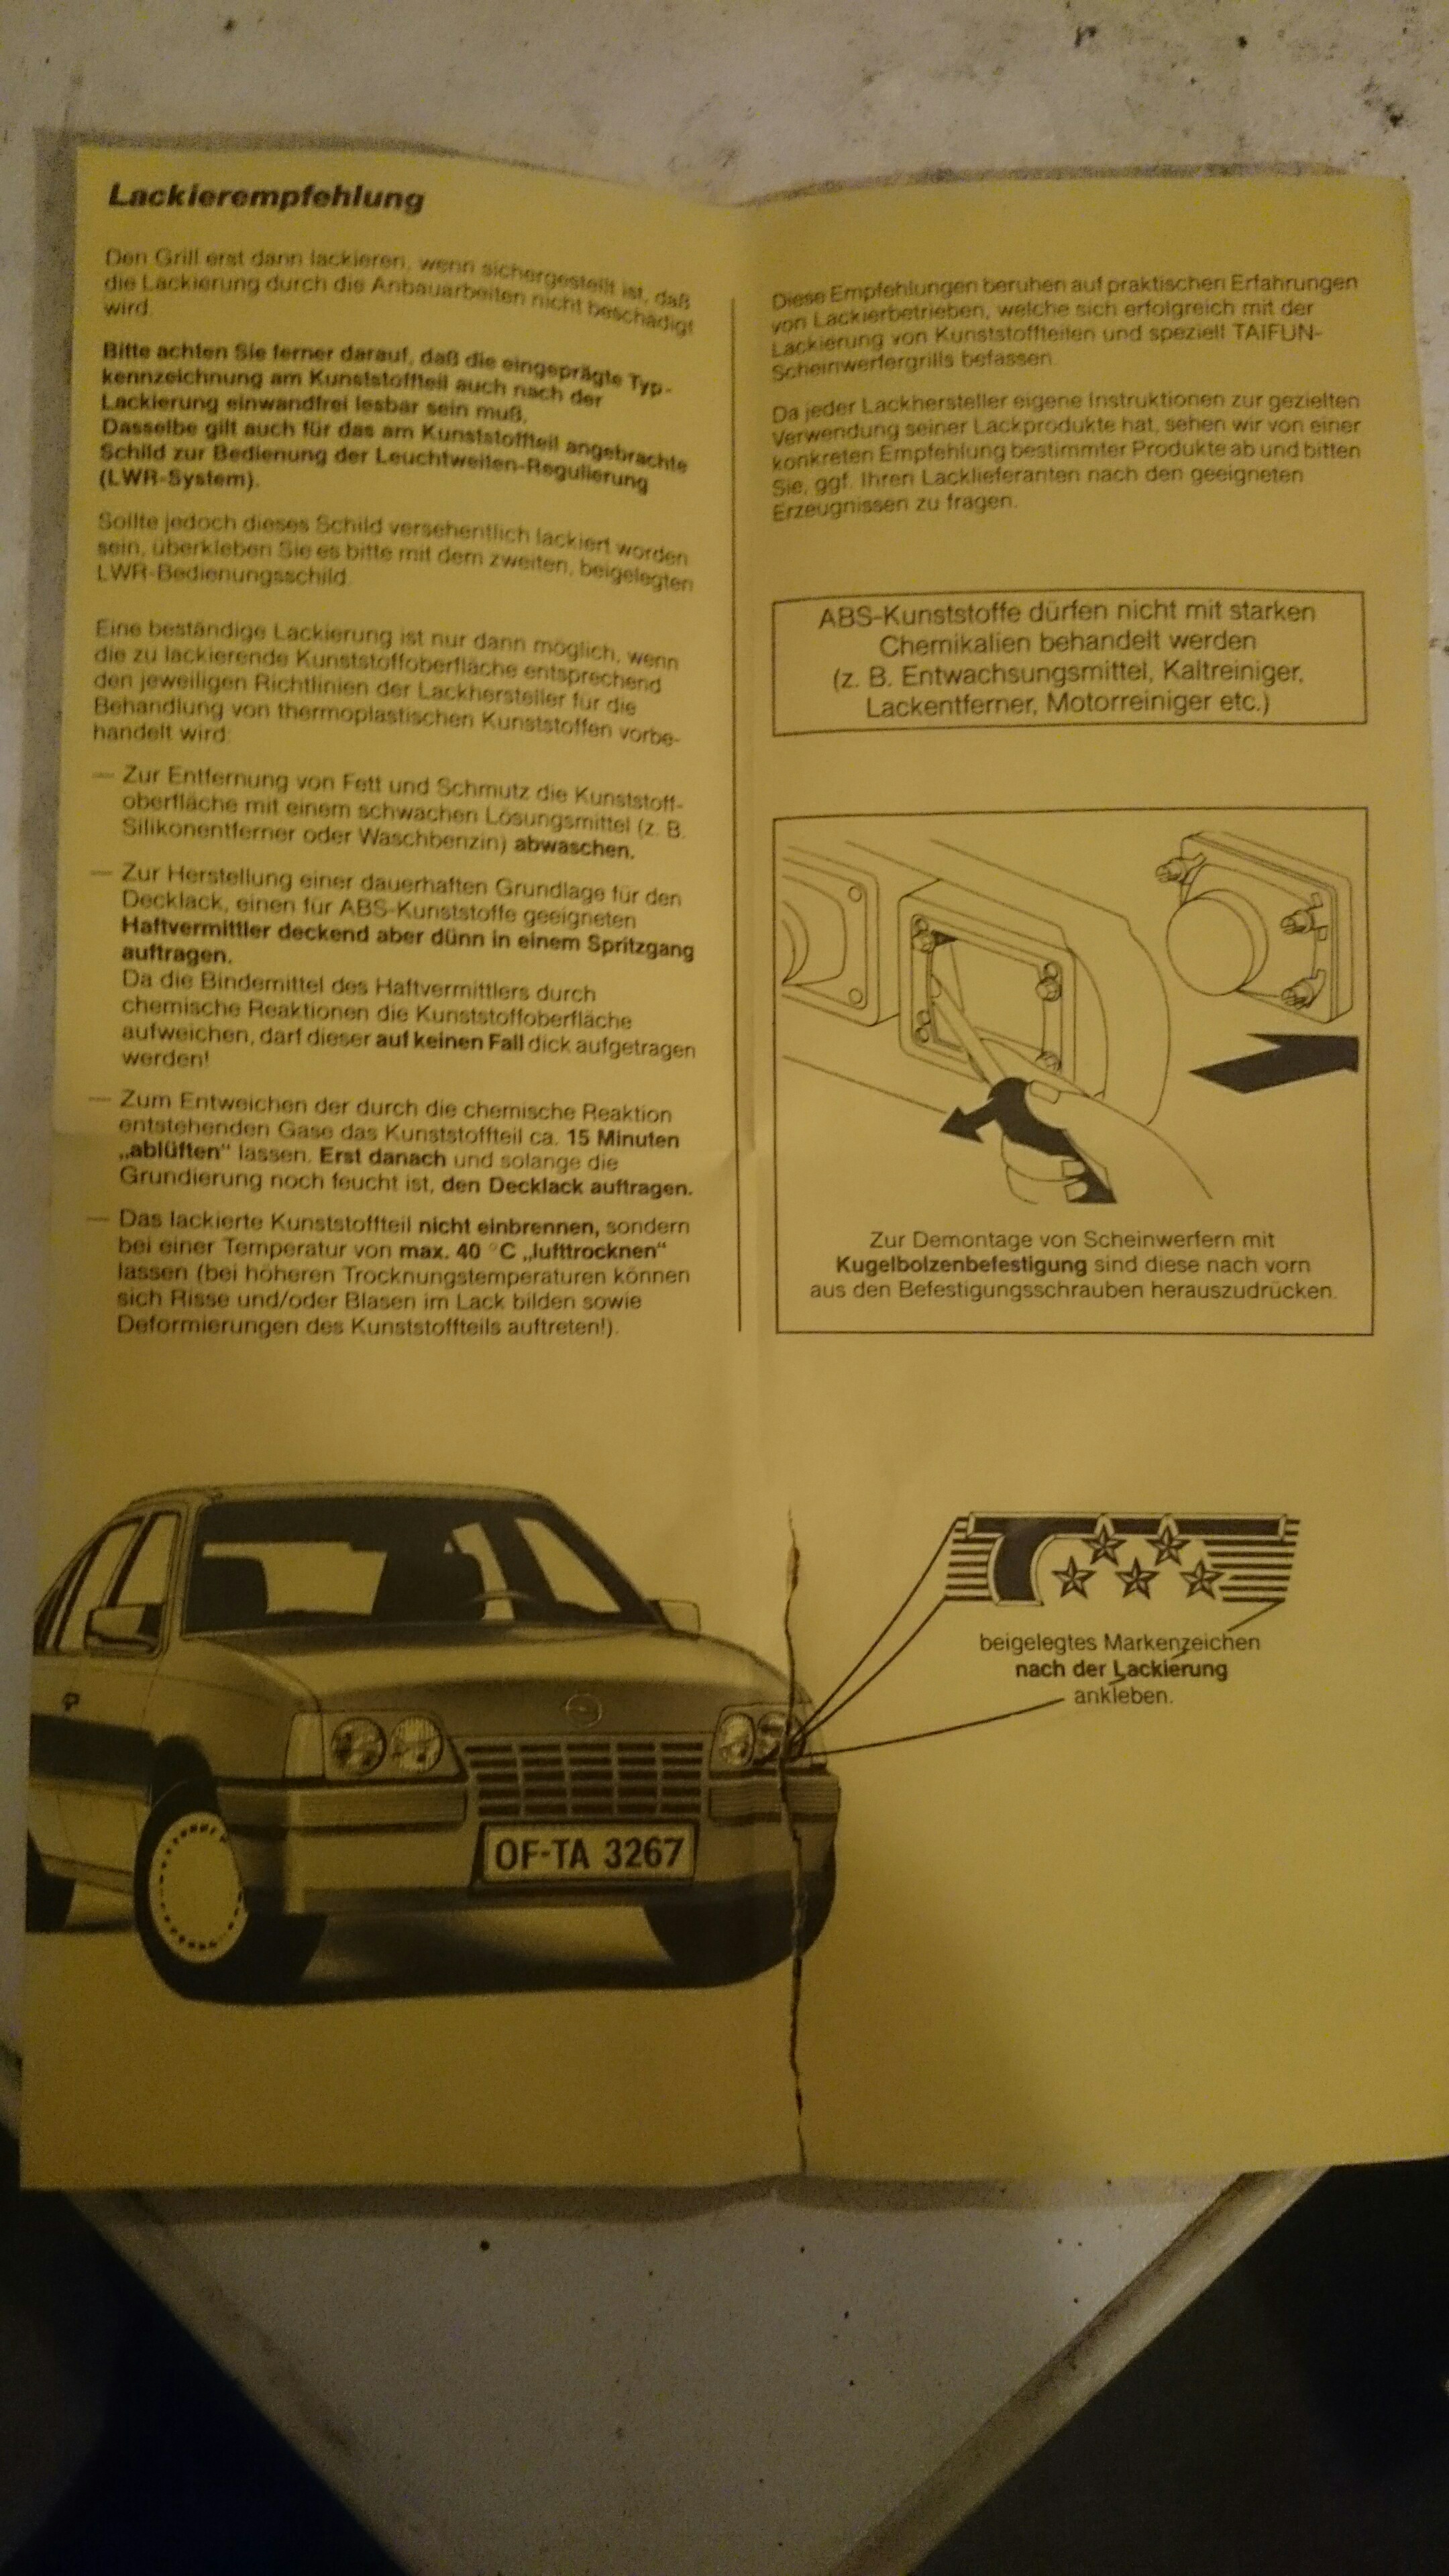 Lackierempfehlung
Den Grill erst dann lackieren, wenn sichergestellt ist, daß
die Lackierung durch die Anbauarbeiten nicht beschädigt
wird.
Bitte achten Sie ferner darauf, daß die eingeprägte Typ-
kennzeichnung am Kunststoffteil auch nach der
Lackierung einwandfrei lesbar sein muß.
Dasselbe gilt auch für das am Kunststoffteil angebrachte
Schild zur Bedienung der Leuchtweiten-Regulierung
(LWR-System).
Sollte jedoch dieses Schild versehentlich lackiert worden
sein, überkleben Sie es bitte mit dem zweiten, beigelegten
LWR-Bedienungsschild.
Eine beständige Lackierung ist nur dann möglich, wenn
die zu lackierende Kunststoffoberfläche entsprechend
den jeweiligen Richtlinien der Lackhersteller für die
Behandlung von thermoplastischen Kunststoffen vorbe-
handelt wird:
— Zur Entfernung von Fett und Schmutz die Kunststoff-
oberfläche mit einem schwachen Lösungsmittel (z. B.
Silikonentferner oder Waschbenzin) abwaschen.
— Zur Herstellung einer dauerhaften Grundlage für den
Decklack, einen für ABS-Kunststoffe geeigneten
Haftvermittler deckend aber dünn in einem Spritzgang
auftragen.
Da die Bindemittel des Haftvermittlers durch
chemische Reaktionen die Kunststoffoberfläche
aufweichen, darf dieser auf keinen Fall dick aufgetragen
werden!
— Zum Entweichen der durch die chemische Reaktion
entstehenden Gase das Kunststoffteil ca. 15 Minuten
„ablüften“ lassen. Erst danach und solange die
Grundierung noch feucht ist, den Decklack auftragen.
— Das lackierte Kunststoffteil nicht einbrennen, sondern
bei einer Temperatur von max. 40 °C „lufttrocknen“
lassen (bei höheren Trocknungstemperaturen können
sich Risse und/oder Blasen im Lack bilden sowie
Deformierungen des Kunststoffteils auftreten!).
Diese Empfehlungen beruhen auf praktischen Erfahrungen
von Lackierbetrieben, welche sich erfolgreich mit der
Lackierung von Kunststoffteilen und speziell TAIFUN-
Scheinwerfergrills befassen.
Da jeder Lackhersteller eigene Instruktionen zur gezielten
Verwendung seiner Lackprodukte hat, sehen wir von einer
konkreten Empfehlung bestimmter Produkte ab und bitten
Sie, ggf. Ihren Lacklieferanten nach den geeigneten
Erzeugnissen zu fragen.
ABS-Kunststoffe dürfen nicht mit starken
Chemikalien behandelt werden
(z. B. Entwachsungsmittel, Kaltreiniger,
Lackentferner, Motorreiniger etc.)
Zur Demontage von Scheinwerfern mit
Kugelbolzenbefestigung sind diese nach vorn
aus den Befestigungsschrauben herauszudrücken.
beigelegtes Markenzeichen
nach der Lackierung
ankleben.
OF-TA 3267